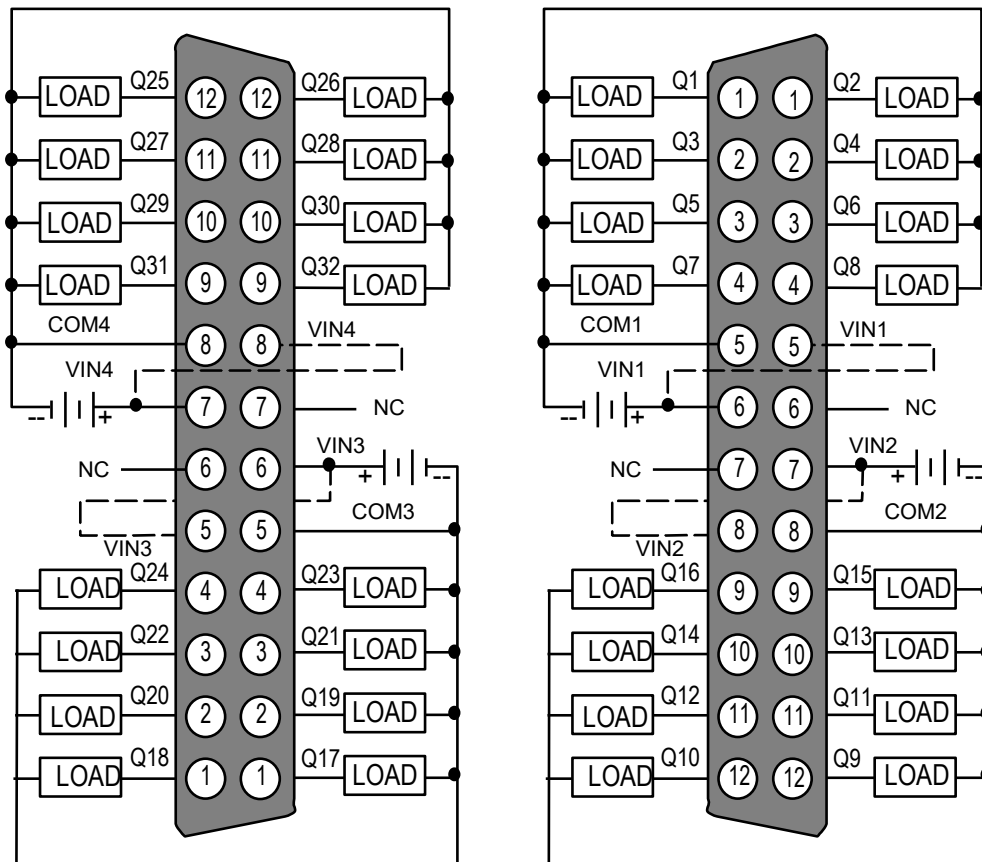 Q25 Q26
LOAD 12 12 LOAD
Q27 Q28
LOAD 11 11 LOAD
Q29 Q30
LOAD 10 10 LOAD
Q31 Q32
LOAD 9 9 LOAD
COM4 8 8 VIN4
VIN4
-- + 7 7 NC
NC 6 6 VIN3 + --
COM3
VIN3 5 5
Q24 Q23
LOAD 4 4 LOAD
Q22 Q21
LOAD 3 3 LOAD
Q20 Q19
LOAD 2 2 LOAD
Q18 Q17
LOAD 1 1 LOAD
Q1 Q2
LOAD 1 1 LOAD
Q3 Q4
LOAD 2 2 LOAD
Q5 Q6
LOAD 3 3 LOAD
Q7 Q8
LOAD 4 4 LOAD
COM1 5 5 VIN1
VIN1
-- + 6 6 NC
NC 7 7 VIN2 + --
COM2
VIN2 8 8
Q16 Q15
LOAD 9 9 LOAD
Q14 Q13
LOAD 10 10 LOAD
Q12 Q11
LOAD 11 11 LOAD
Q10 Q9
LOAD 12 12 LOAD